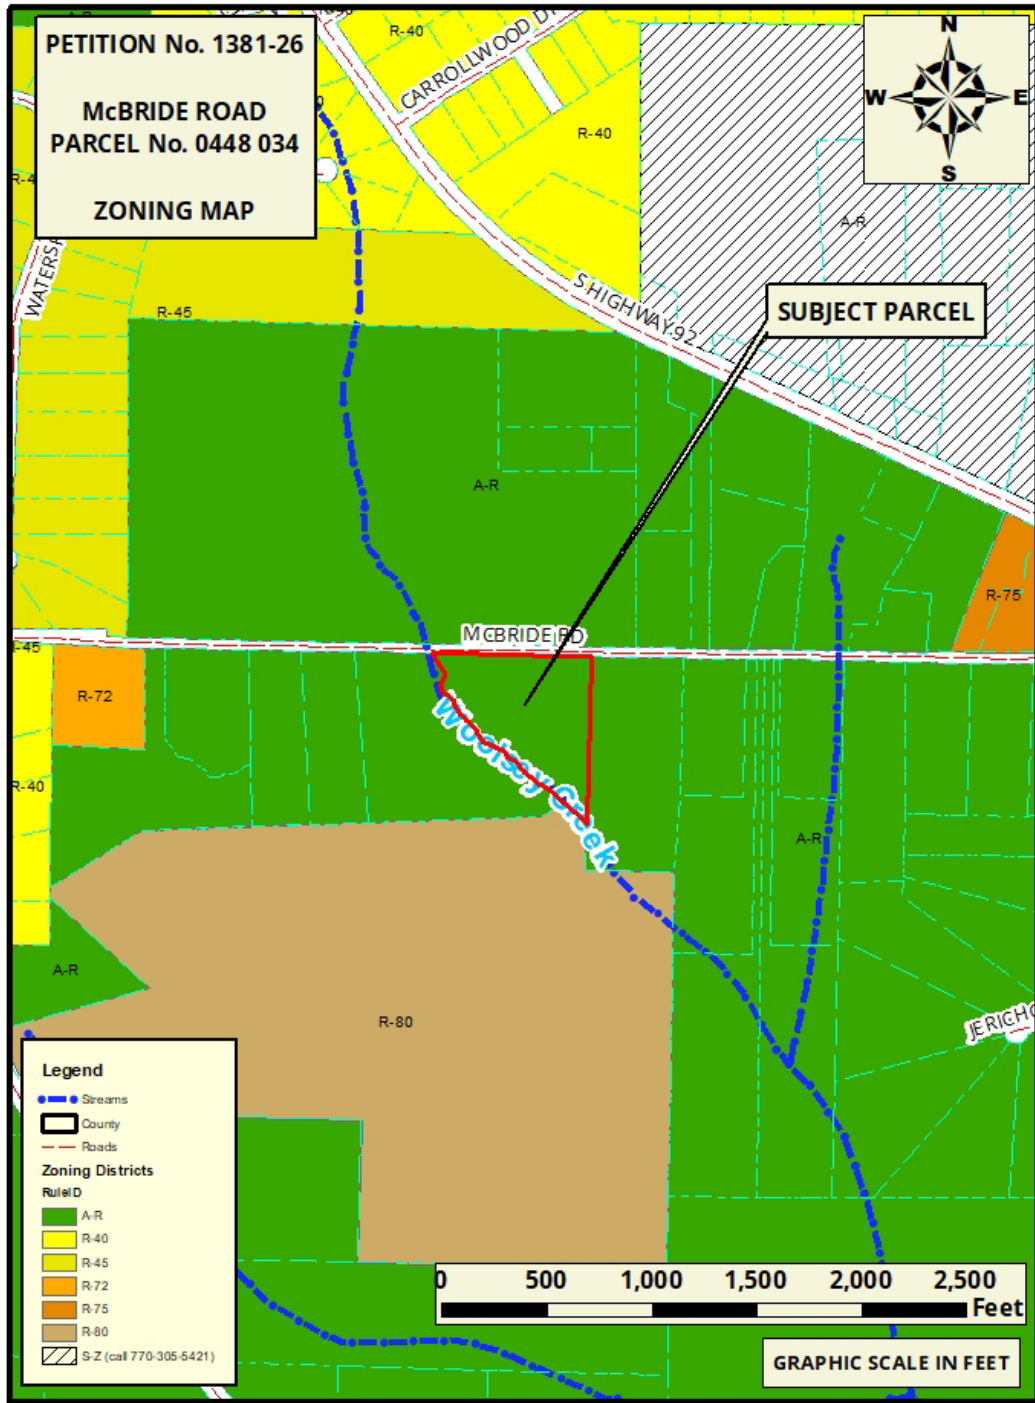 PETITION No. 1381-26
McBRIDE ROAD
PARCEL No. 0448 034
ZONING MAP
N
W
E
S
R-40
CARROLLWOOD
R-40
A-R
S HIGHWAY 92
SUBJECT PARCEL
R-45
A-R
R-75
MCBRIDE RD
R-72
Woolsey Creek
A-R
A-R
R-80
JERICHO
Legend
Streams
County
Roads
Zoning Districts
RuleID
A-R
R-40
R-45
R-72
R-75
R-80
S-Z (call 770-305-5421)
0 500 1,000 1,500 2,000 2,500
Feet
GRAPHIC SCALE IN FEET